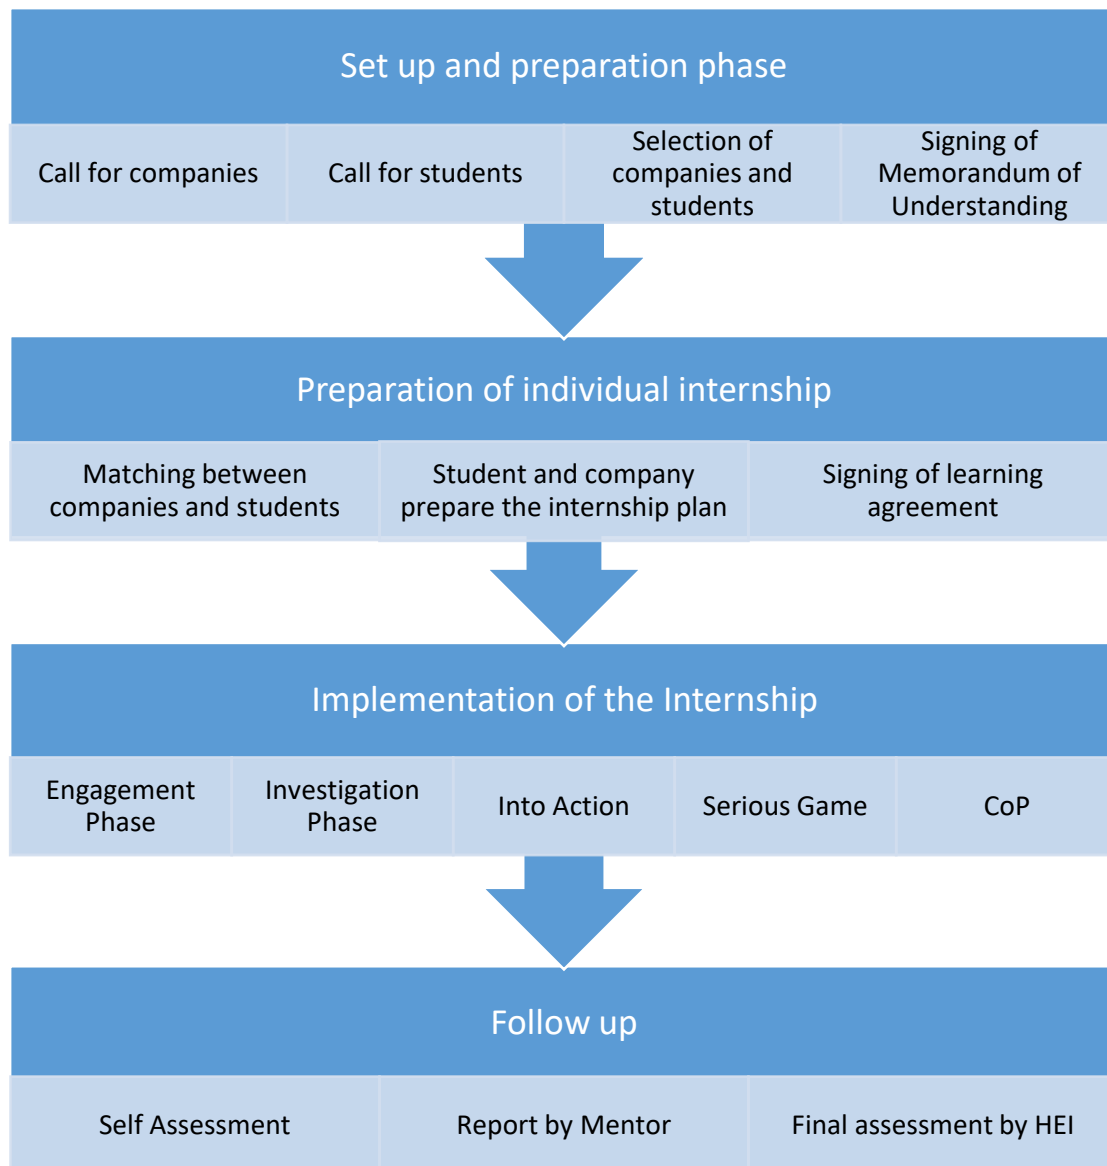 Set up and preparation phase
Call for companies
Call for students
Selection of
companies and
students
Signing of
Memorandum of
Understanding
Preparation of individual internship
Matching between
companies and students
Student and company
prepare the internship plan
Signing of learning
agreement
Implementation of the Internship
Engagement
Phase
Investigation
Phase
Into Action
Serious Game
CoP
Follow up
Self Assessment
Report by Mentor
Final assessment by HEI